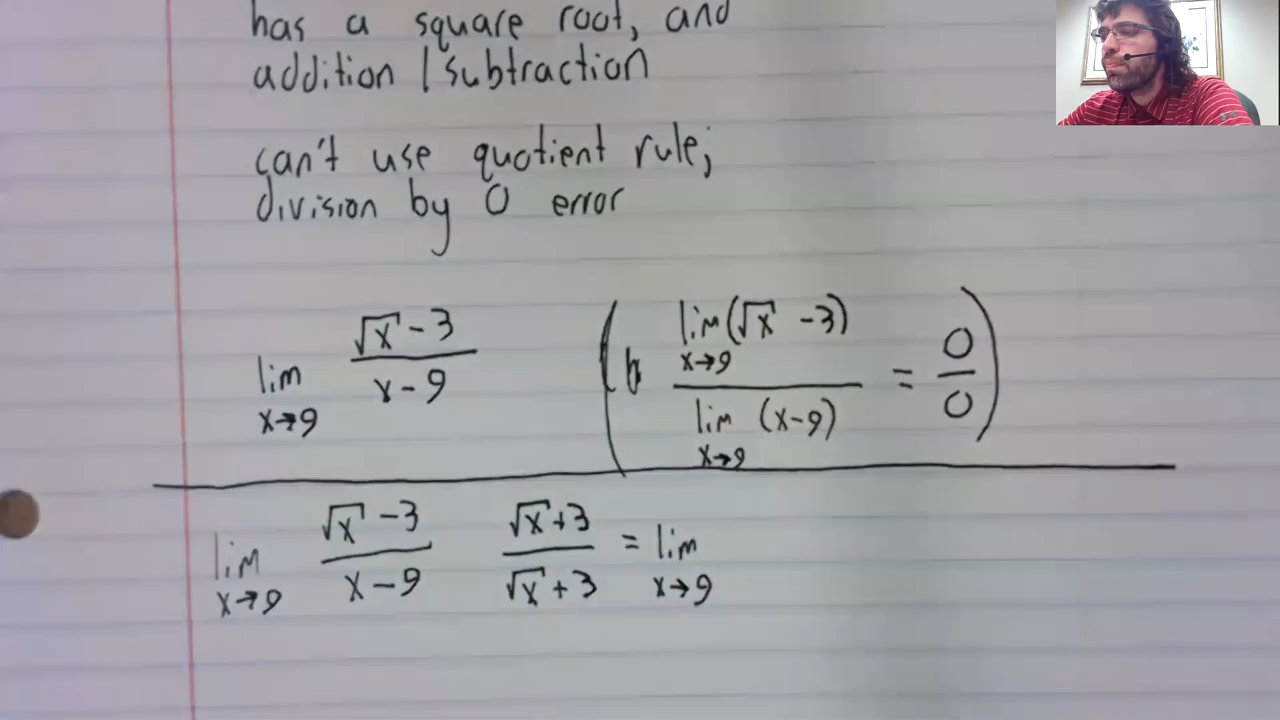 has a square root, and
addition / subtraction
can't use quotient rule;
division by 0 error
lim x→9 (√x - 3)/(x - 9) ( lim x→9 (√x - 3) / lim x→9 (x-9) = 0/0 )
lim x→9 (√x - 3)/(x - 9) (√x + 3)/(√x + 3) = lim x→9